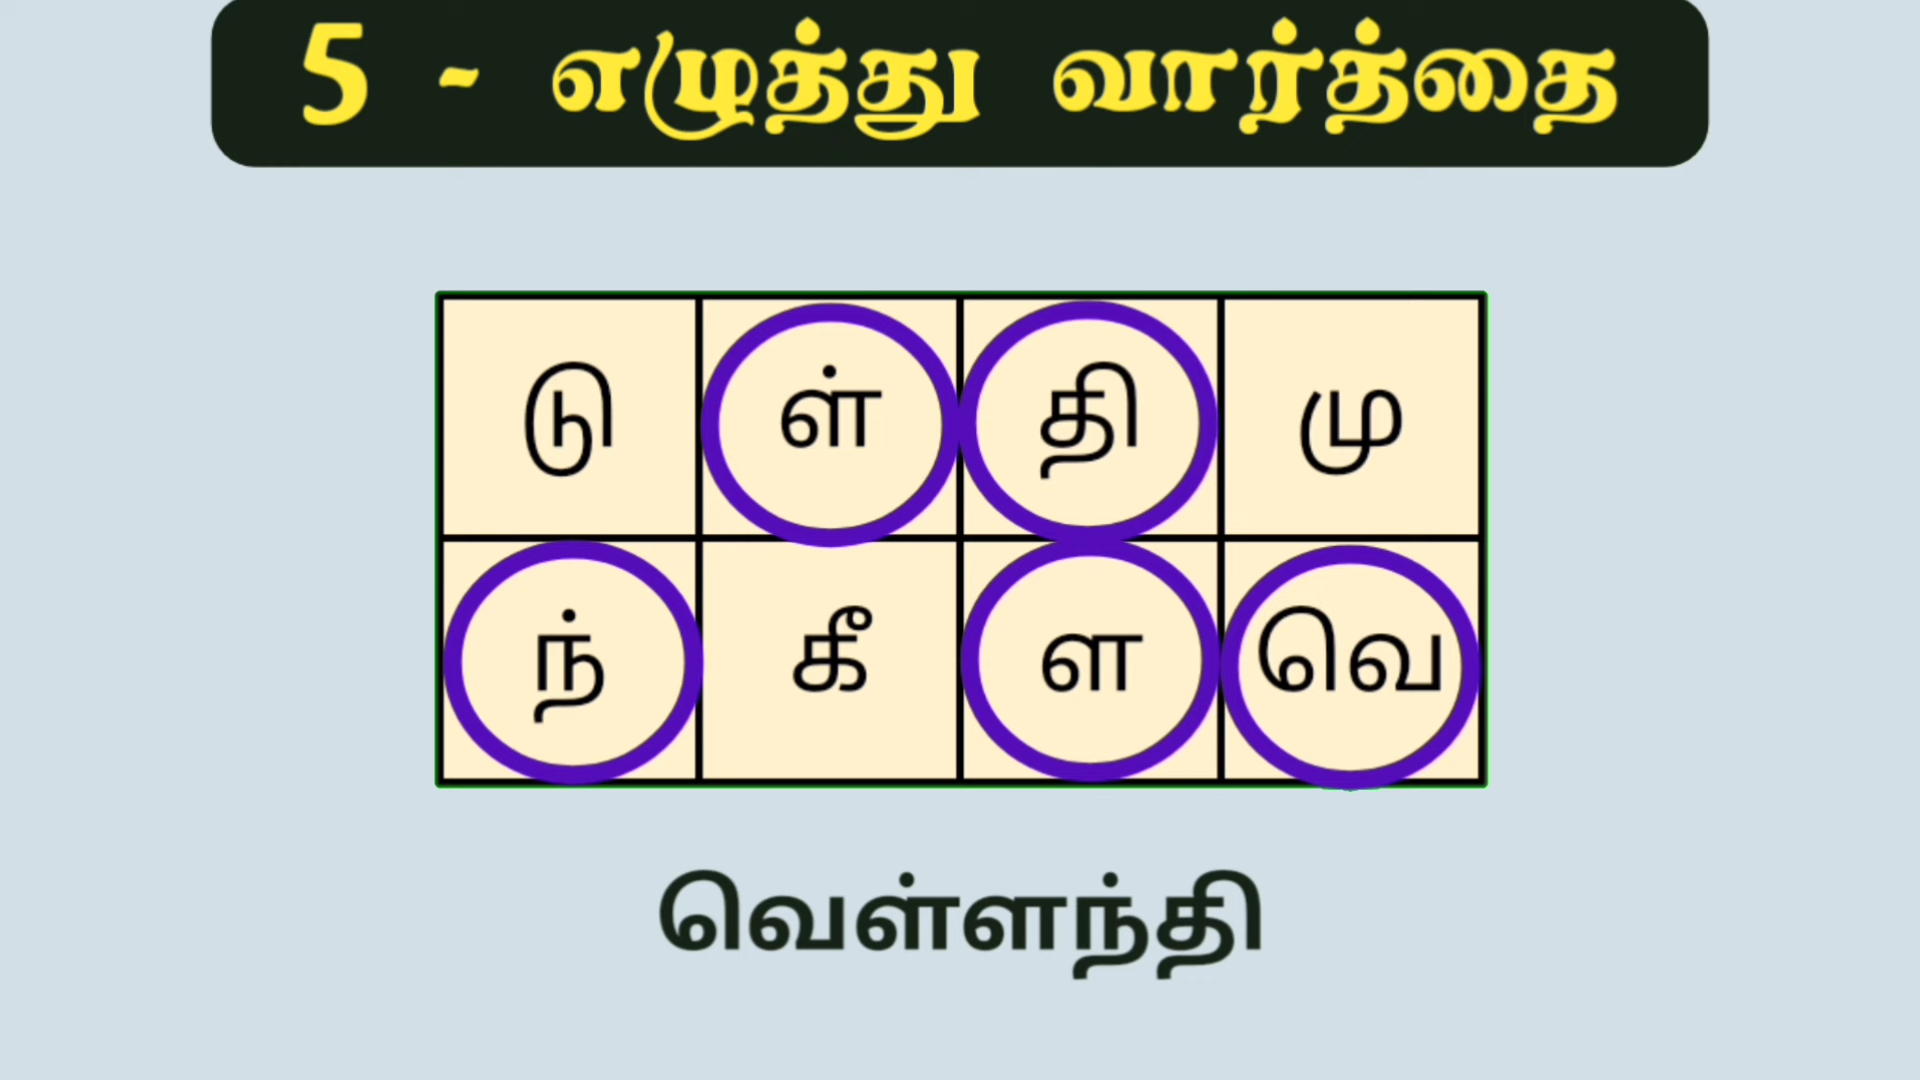 5 - எழுத்து வார்த்தை
டு ள் தி மு
ந் கீ ள வெ
வெள்ளந்தி